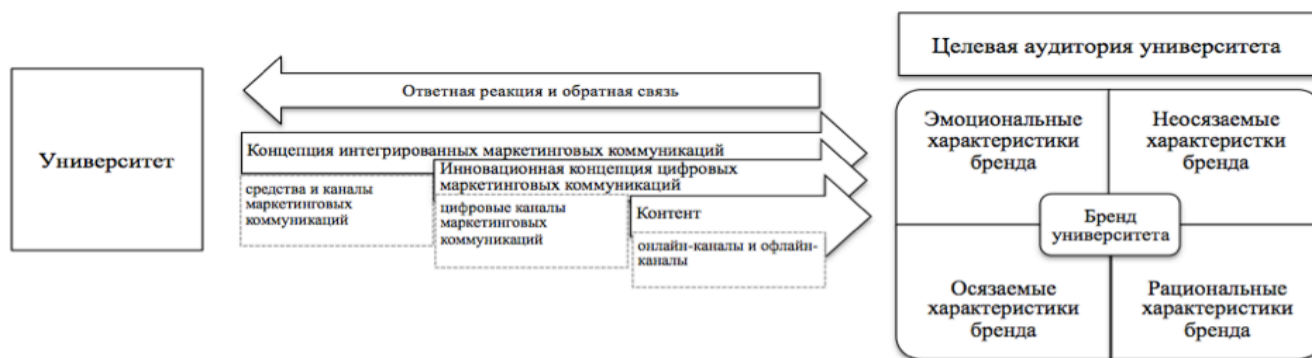 Университет
Ответная реакция и обратная связь
Концепция интегрированных маркетинговых коммуникаций
средства и каналы
маркетинговых
коммуникаций
Инновационная концепция цифровых
маркетинговых коммуникаций
цифровые каналы
маркетинговых
коммуникаций
Контент
онлайн-каналы и офлайн-
каналы
Целевая аудитория университета
Эмоциональные
характеристики
бренда
Неосязаемые
характеристки
бренда
Бренд
университета
Осязаемые
характеристики
бренда
Рациональные
характеристики
бренда